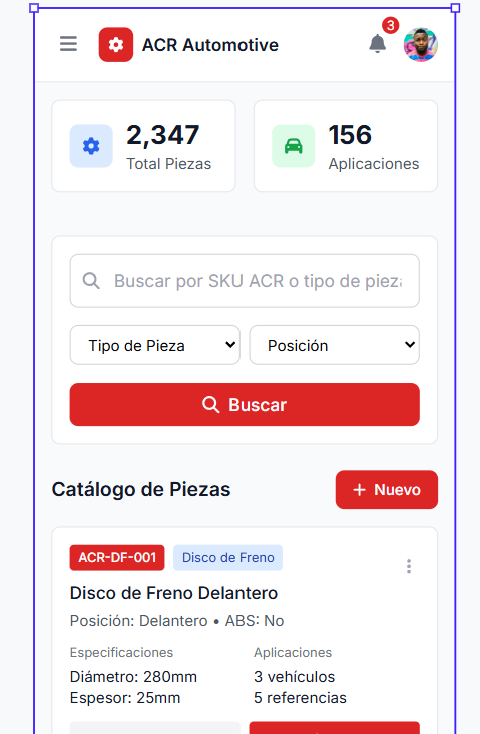 ACR Automotive
3
2,347
Total Piezas
156
Aplicaciones
Buscar por SKU ACR o tipo de pieza
Tipo de Pieza
Posición
Buscar
Catálogo de Piezas
+ Nuevo
ACR-DF-001
Disco de Freno
Disco de Freno Delantero
Posición: Delantero • ABS: No
Especificaciones
Aplicaciones
Diámetro: 280mm
3 vehículos
Espesor: 25mm
5 referencias